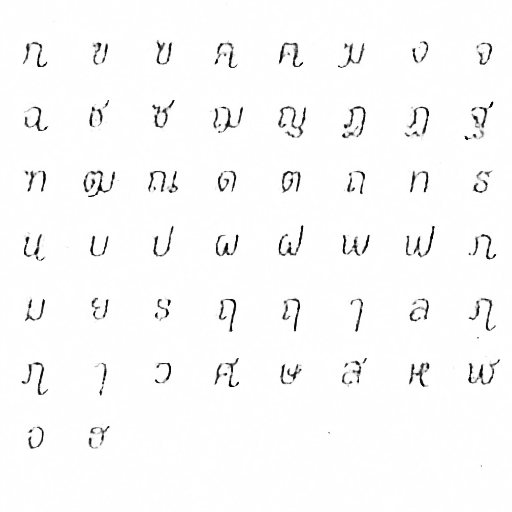 ก ข ฃ ค ฅ ฆ ง จ
ฉ ช ซ ฌ ญ ฎ ฏ ฐ
ฑ ฒ ณ ด ต ถ ท ธ
น บ ป ผ ฝ พ ฟ ภ
ม ย ร ฤ ฤ ๅ ล ฦ
ฦ ๅ ว ศ ษ ส ห ฬ
อ ฮ